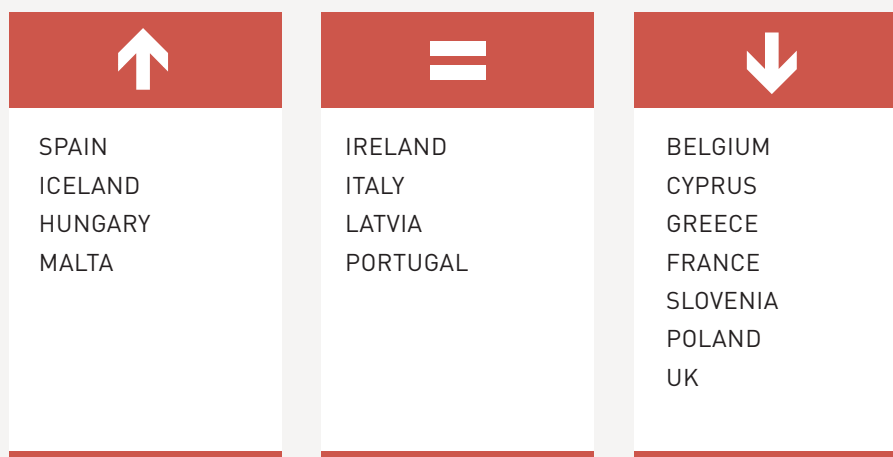 SPAIN
ICELAND
HUNGARY
MALTA
IRELAND
ITALY
LATVIA
PORTUGAL
BELGIUM
CYPRUS
GREECE
FRANCE
SLOVENIA
POLAND
UK